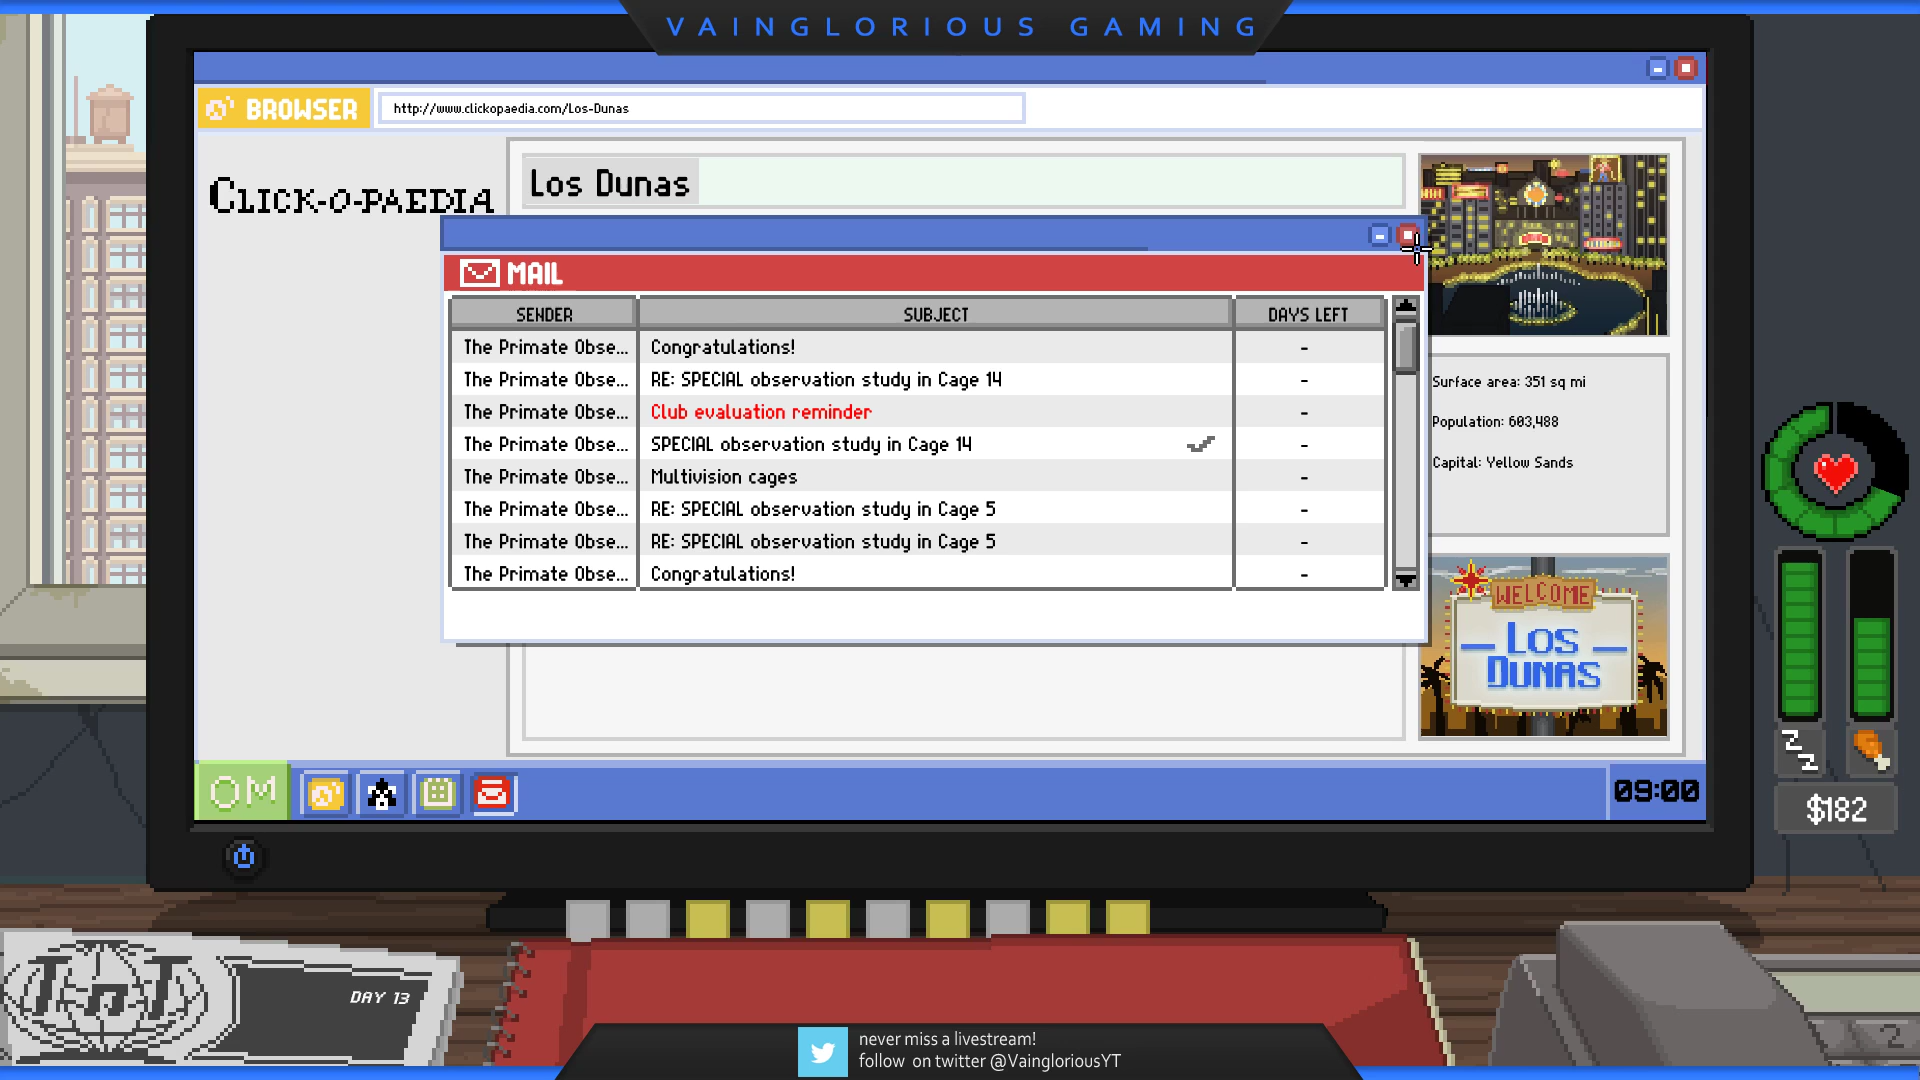 VAINGLORIOUS GAMING
BROWSER
http://www.clickopaedia.com/Los-Dunas
CLICK-O-PAEDIA
Los Dunas
MAIL
SENDER SUBJECT DAYS LEFT
The Primate Obse... Congratulations! -
The Primate Obse... RE: SPECIAL observation study in Cage 14 -
The Primate Obse... Club evaluation reminder -
The Primate Obse... SPECIAL observation study in Cage 14 -
The Primate Obse... Multivision cages -
The Primate Obse... RE: SPECIAL observation study in Cage 5 -
The Primate Obse... RE: SPECIAL observation study in Cage 5 -
The Primate Obse... Congratulations! -
Surface area: 351 sq mi
Population: 603,488
Capital: Yellow Sands
WELCOME
LOS
DUNAS
OM
09:00
zzz
$182
TnT
DAY 13
2
never miss a livestream!
follow on twitter @VaingloriousYT